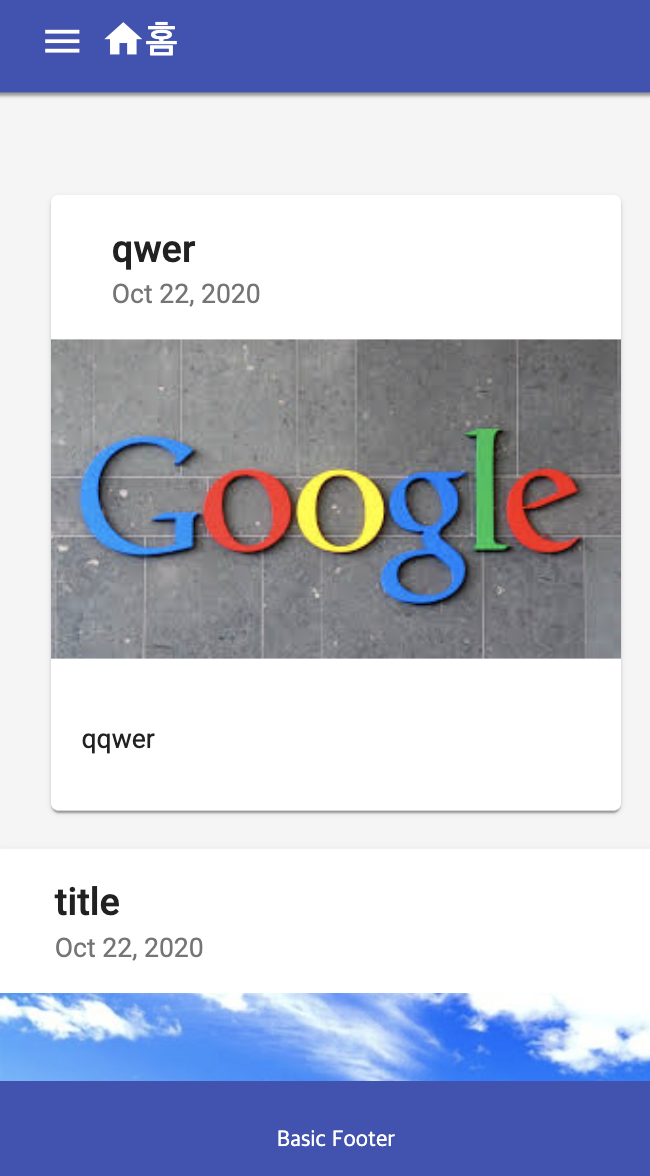 홈
qwer
Oct 22, 2020
Google
qqwer
title
Oct 22, 2020
Basic Footer